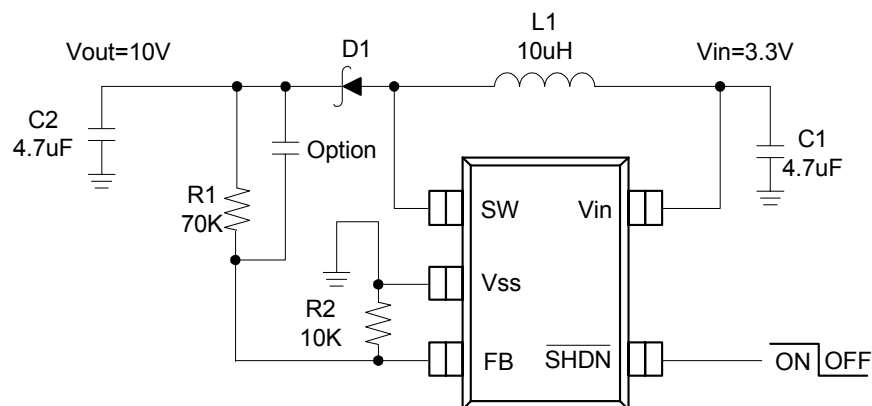 L1
10uH
Vout=10V
D1
Vin=3.3V
C2
4.7uF
Option
C1
4.7uF
R1
70K
SW
Vin
Vss
R2
10K
FB
SHDN
ON OFF